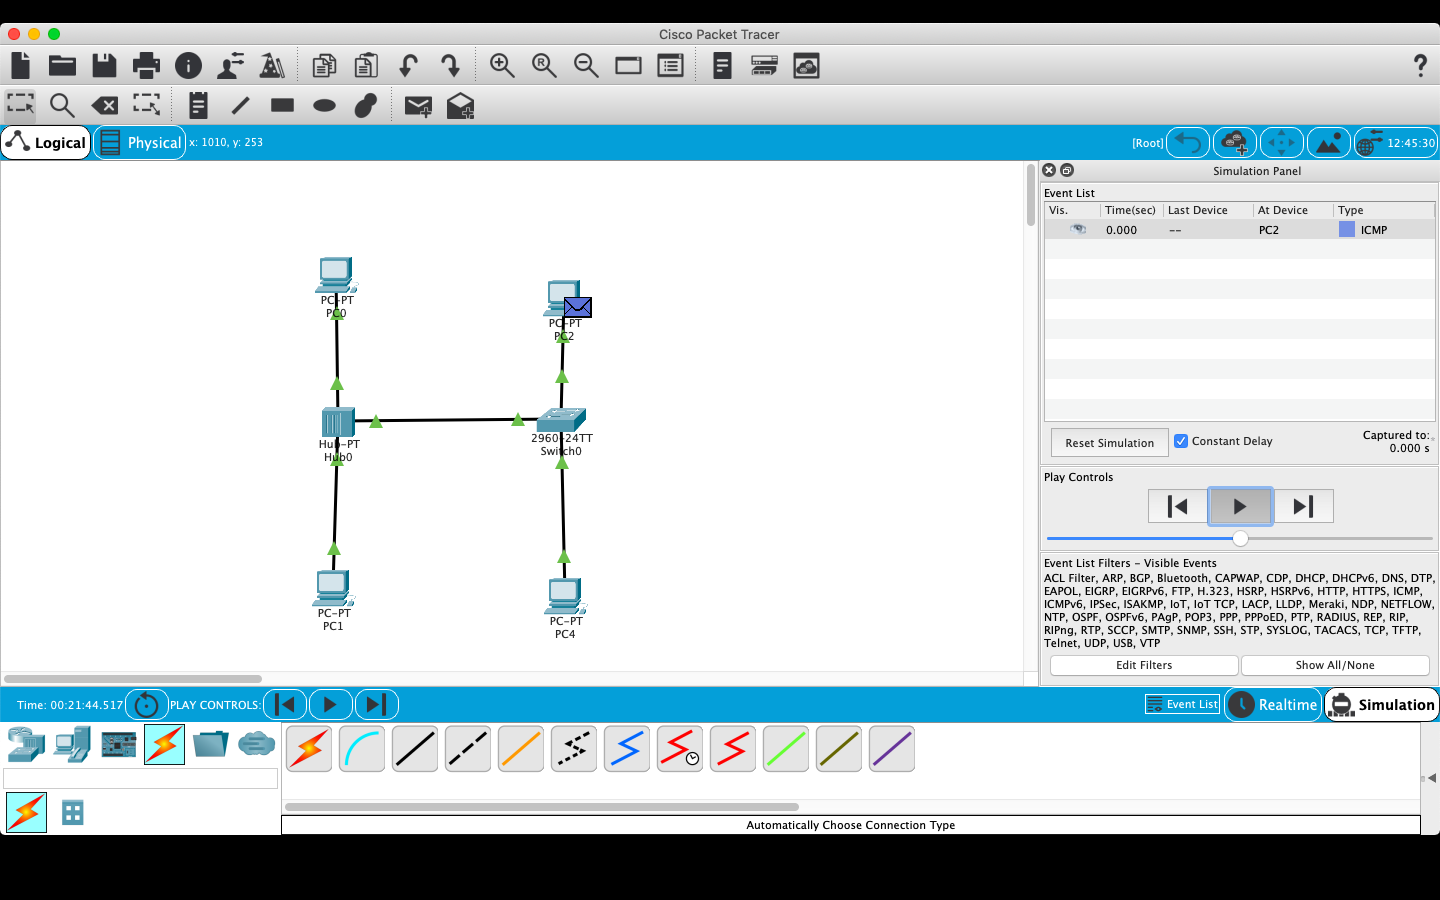 Cisco Packet Tracer
Logical
Physical
x: 1010, y: 253
[Root]
12:45:30
Simulation Panel
Event List
Vis. Time(sec) Last Device At Device Type
0.000 -- PC2 ICMP
Reset Simulation
Constant Delay
Captured to:
0.000 s
Play Controls
Event List Filters - Visible Events
ACL Filter, ARP, BGP, Bluetooth, CAPWAP, CDP, DHCP, DHCPv6, DNS, DTP,
EAPOL, EIGRP, EIGRPv6, FTP, H.323, HSRP, HSRPv6, HTTP, HTTPS, ICMP,
ICMPv6, IPSec, ISAKMP, IoT, IoT TCP, LACP, LLDP, Meraki, NDP, NETFLOW,
NTP, OSPF, OSPFv6, PAgP, POP3, PPP, PPPoED, PTP, RADIUS, REP, RIP,
RIPng, RTP, SCCP, SMTP, SNMP, SSH, STP, SYSLOG, TACACS, TCP, TFTP,
Telnet, UDP, USB, VTP
Edit Filters
Show All/None
PC-PT
PC0
PC-PT
PC2
Hub-PT
Hub0
2960-24TT
Switch0
PC-PT
PC1
PC-PT
PC4
Time: 00:21:44.517
PLAY CONTROLS:
Event List
Realtime
Simulation
Automatically Choose Connection Type